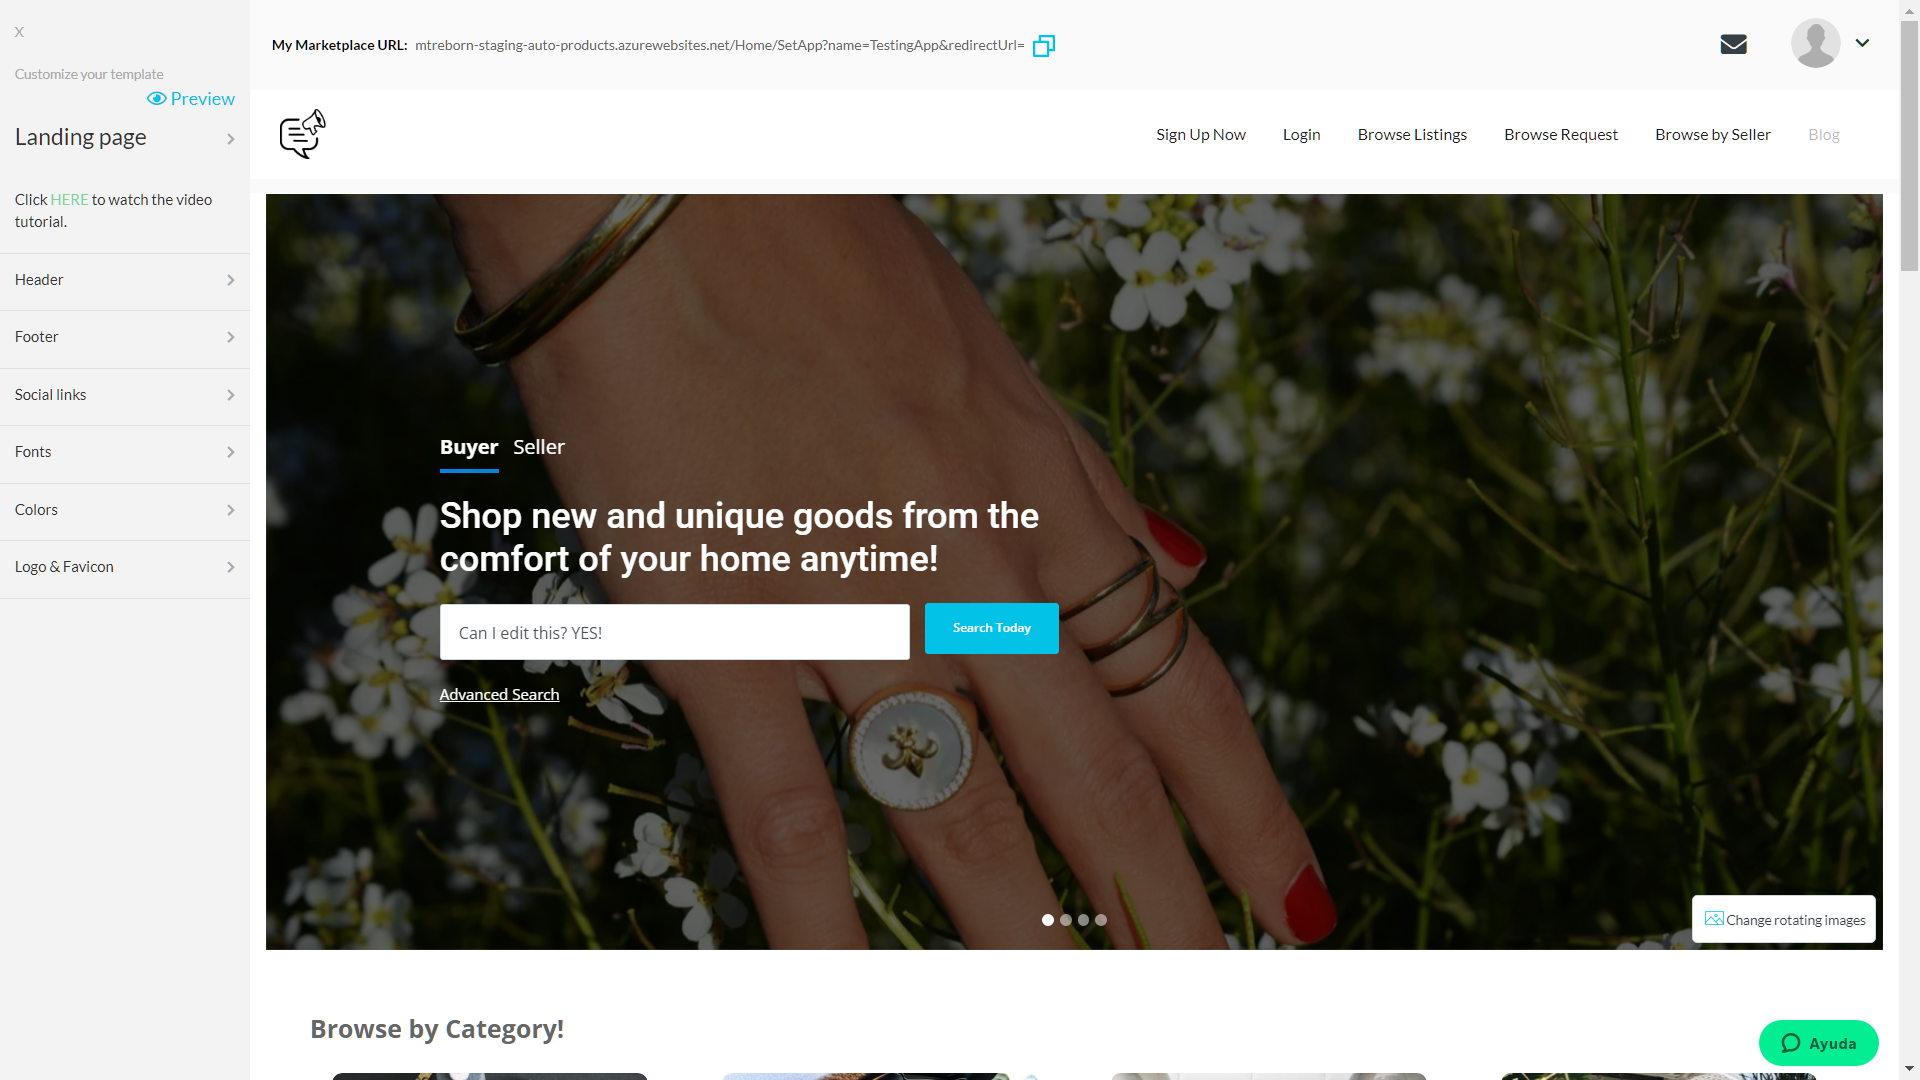 X
Customize your template
Preview
Landing page
Click HERE to watch the video
tutorial.
Header
Footer
Social links
Fonts
Colors
Logo & Favicon
My Marketplace URL: mtreborn-staging-auto-products.azurewebsites.net/Home/SetApp?name=TestingApp&redirectUrl=
Sign Up Now Login Browse Listings Browse Request Browse by Seller Blog
Buyer Seller
Shop new and unique goods from the
comfort of your home anytime!
Can I edit this? YES!
Search Today
Advanced Search
Change rotating images
Browse by Category!
Ayuda